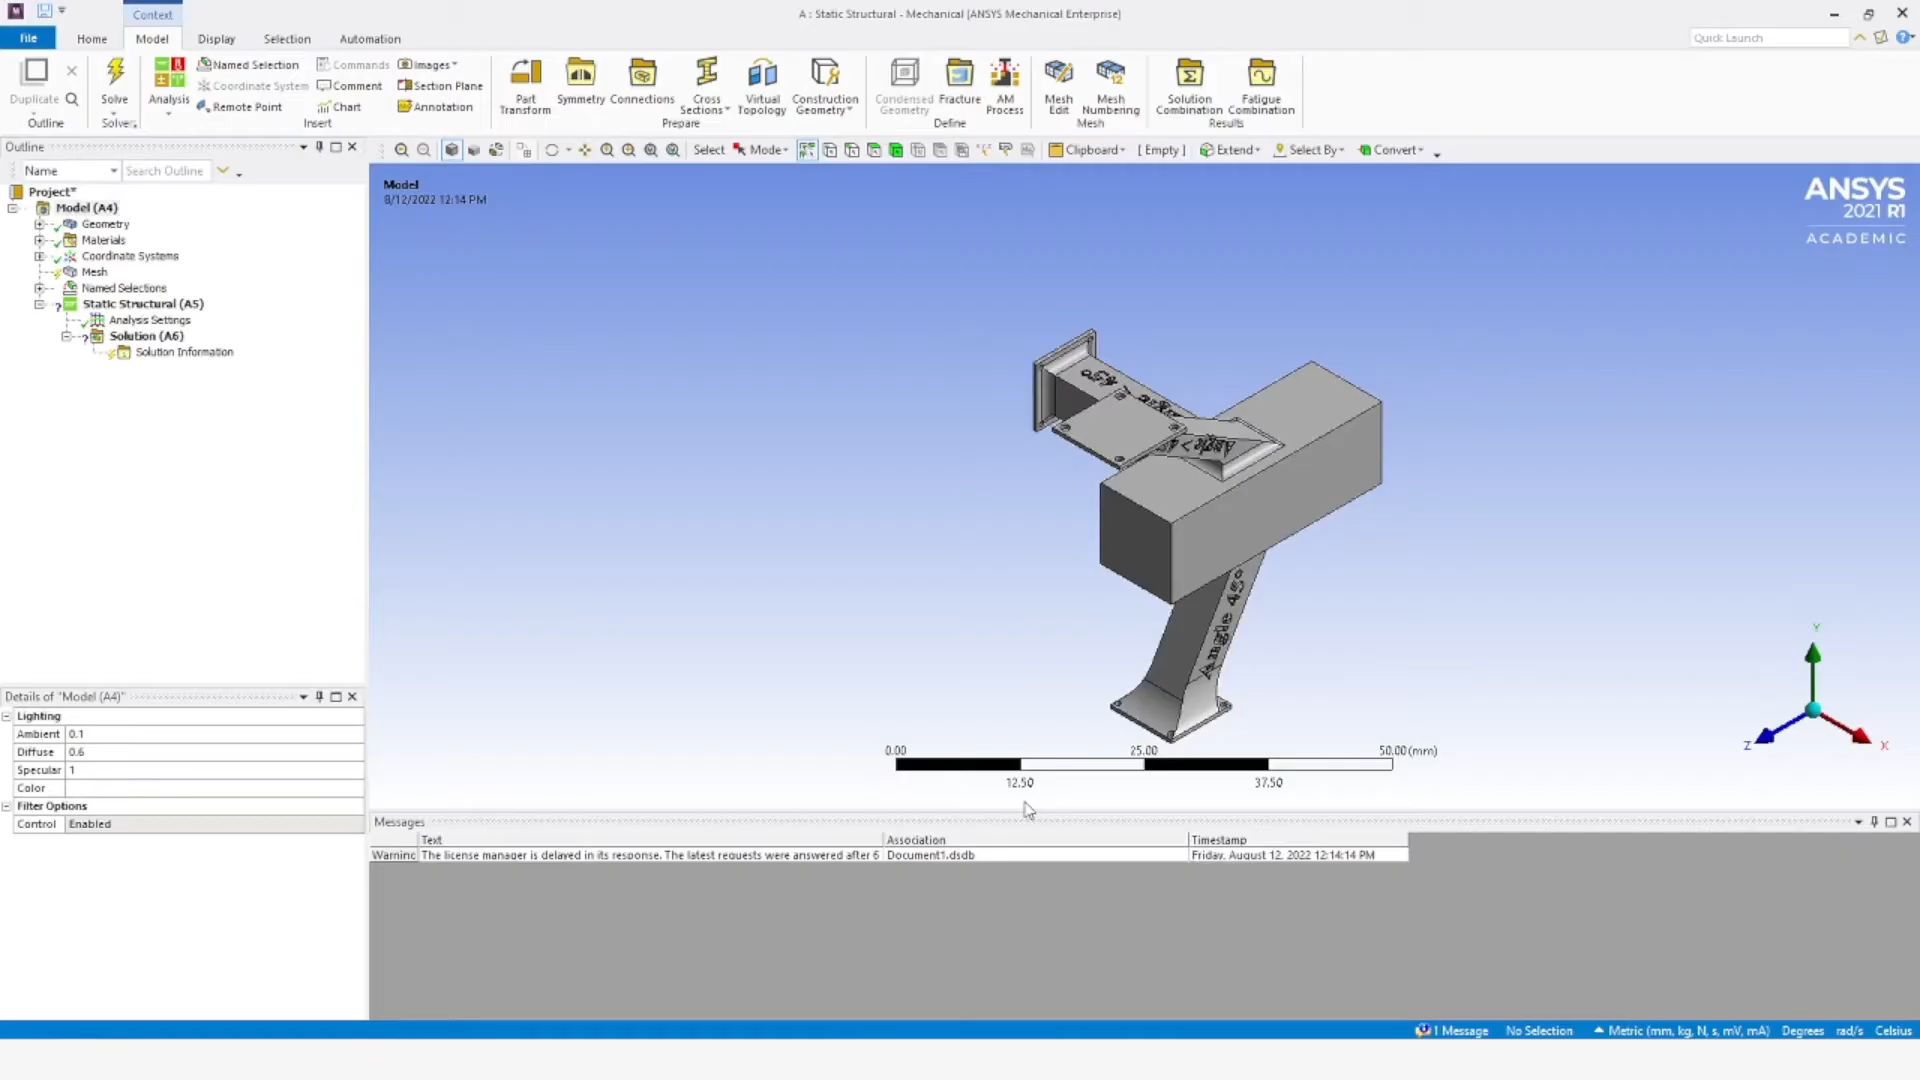 Context
A : Static Structural - Mechanical [ANSYS Mechanical Enterprise]
File
Home
Model
Display
Selection
Automation
Quick Launch
Duplicate
Outline
Solve
Solver
Analysis
Named Selection
Coordinate System
Remote Point
Commands
Comment
Chart
Images
Section Plane
Annotation
Insert
Part Transform
Symmetry
Connections
Cross Sections
Virtual Topology
Construction Geometry
Prepare
Condensed Geometry
Fracture
AM Process
Define
Mesh Edit
Mesh Numbering
Mesh
Solution Combination
Fatigue Combination
Results
Outline
Name
Search Outline
Select
Mode
Clipboard
[ Empty ]
Extend
Select By
Convert
Project*
Model (A4)
Geometry
Materials
Coordinate Systems
Mesh
Named Selections
Static Structural (A5)
Analysis Settings
Solution (A6)
Solution Information
Model
8/12/2022 12:14 PM
ANSYS
2021 R1
ACADEMIC
Angle 45°
Y
Z
X
0.00
25.00
50.00 (mm)
12.50
37.50
Details of "Model (A4)"
Lighting
Ambient 0.1
Diffuse 0.6
Specular 1
Color
Filter Options
Control Enabled
Messages
Text Association Timestamp
Warning The license manager is delayed in its response. The latest requests were answered after 6 Document1.dsdb Friday, August 12, 2022 12:14:14 PM
1 Message
No Selection
Metric (mm, kg, N, s, mV, mA)
Degrees
rad/s
Celsius